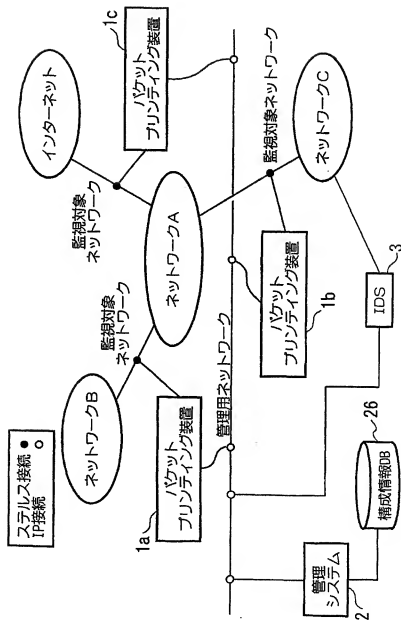 ステルス接続 ●
IP接続 ○
ネットワークB
監視対象
ネットワーク
パケット
プリンティング装置
1a
インターネット
監視対象
ネットワーク
パケット
プリンティング装置
1c
ネットワークA
管理用ネットワーク
監視対象ネットワーク
ネットワークC
パケット
プリンティング装置
1b
IDS
3
管理
システム
2
構成情報DB
26